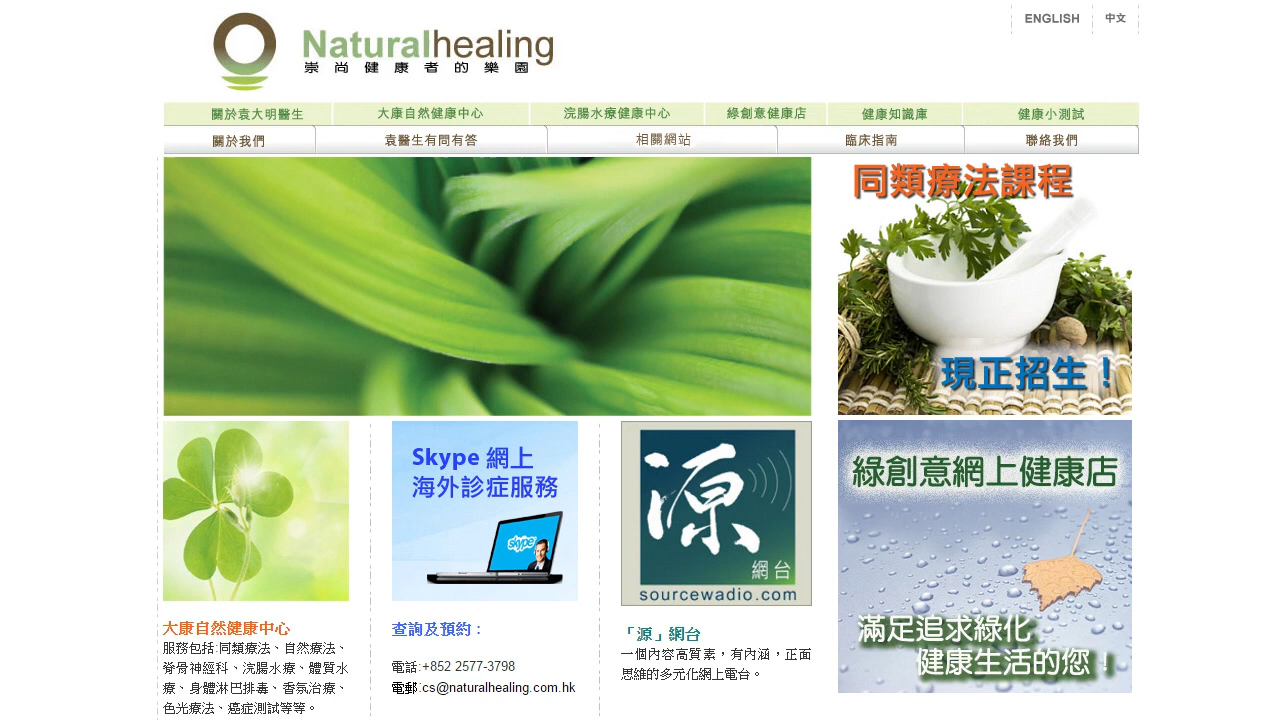 ENGLISH
中文
Naturalhealing
崇尚健康者的樂園
關於袁大明醫生
大康自然健康中心
浣腸水療健康中心
綠創意健康店
健康知識庫
健康小測試
關於我們
袁醫生有問有答
相關網站
臨床指南
聯絡我們
同類療法課程
現正招生！
Skype 網上
海外診症服務
skype
源
網台
sourcewadio.com
綠創意網上健康店
滿足追求綠化
健康生活的您！
大康自然健康中心
服務包括:同類療法、自然療法、
脊骨神經科、浣腸水療、體質水
療、身體淋巴排毒、香氛治療、
色光療法、癌症測試等等。
查詢及預約：
電話:+852 2577-3798
電郵:cs@naturalhealing.com.hk
「源」網台
一個內容高質素，有內涵，正面
思維的多元化網上電台。